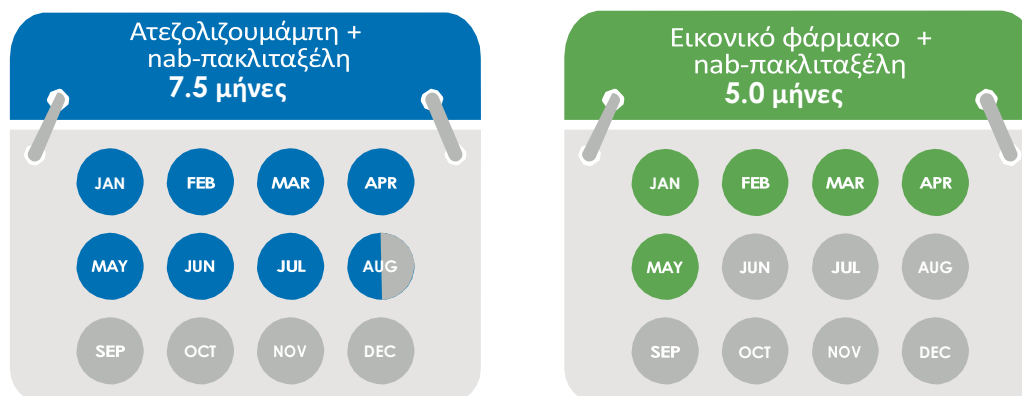 Ατεζολιζουμάμπη +
nab-πακλιταξέλη
7.5 μήνες
JAN FEB MAR APR
MAY JUN JUL AUG
SEP OCT NOV DEC
Εικονικό φάρμακο +
nab-πακλιταξέλη
5.0 μήνες
JAN FEB MAR APR
MAY JUN JUL AUG
SEP OCT NOV DEC